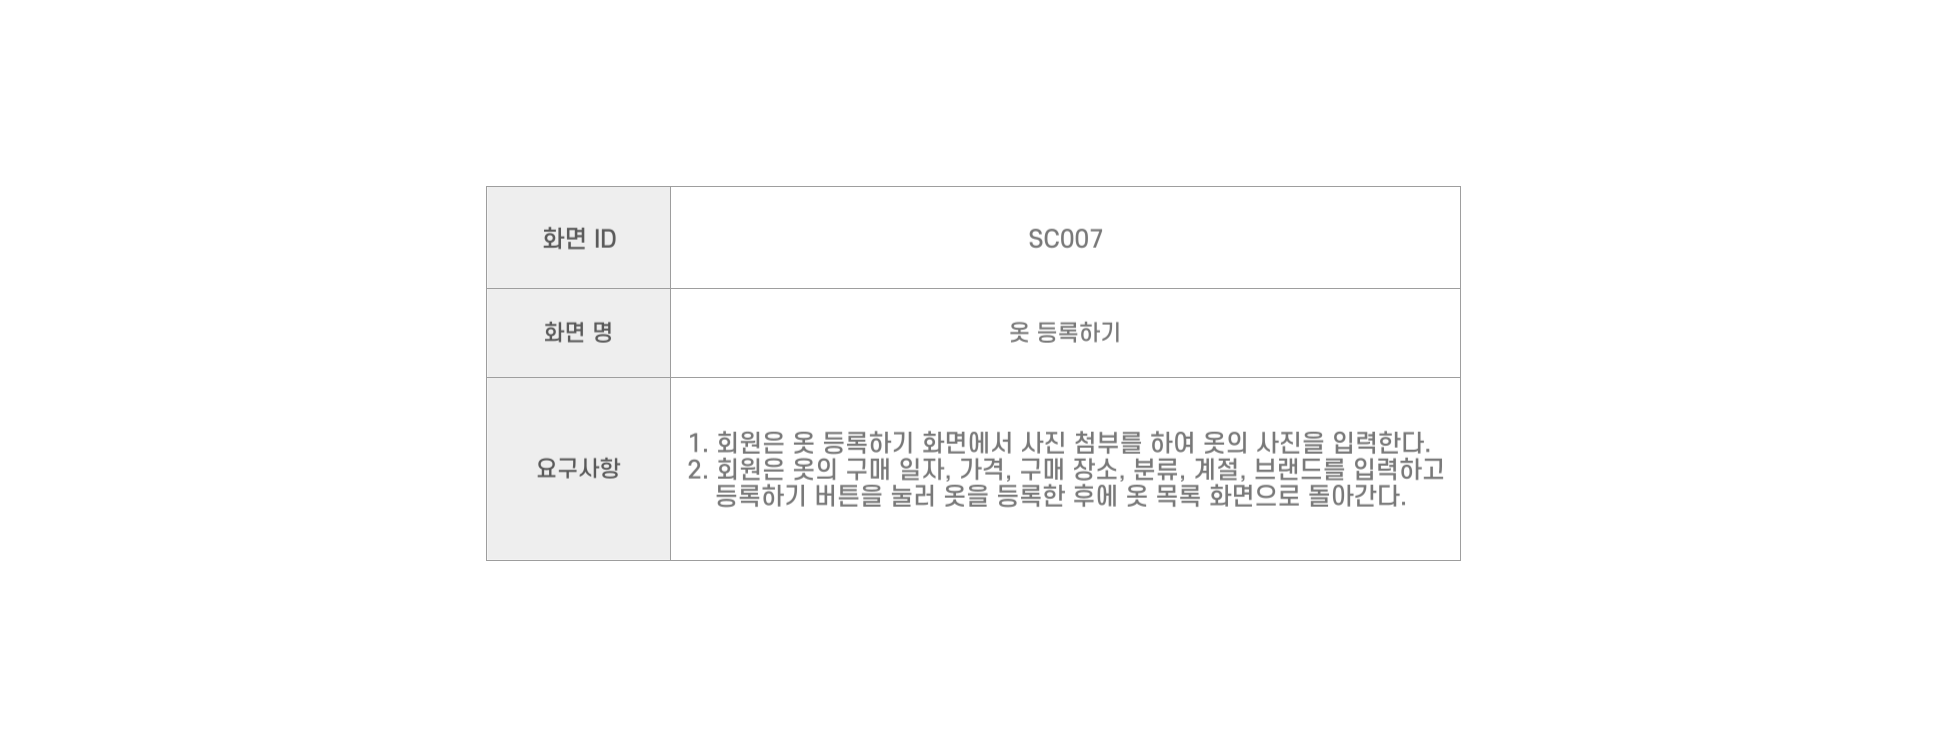 화면 ID
SC007
화면 명
옷 등록하기
요구사항
1. 회원은 옷 등록하기 화면에서 사진 첨부를 하여 옷의 사진을 입력한다.
2. 회원은 옷의 구매 일자, 가격, 구매 장소, 분류, 계절, 브랜드를 입력하고
등록하기 버튼을 눌러 옷을 등록한 후에 옷 목록 화면으로 돌아간다.